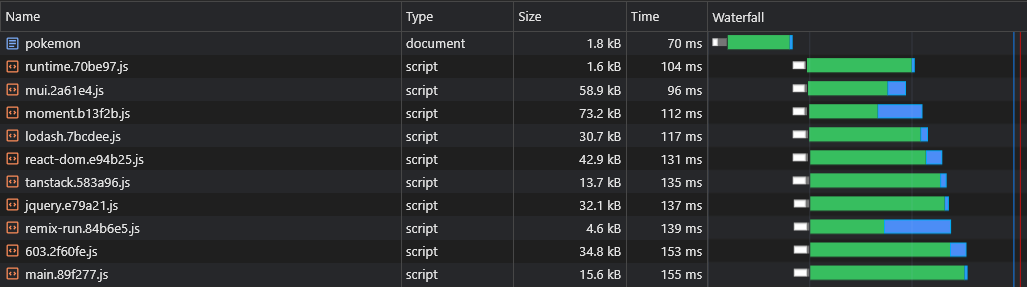 Name Type Size Time Waterfall
pokemon document 1.8 kB 70 ms
runtime.70be97.js script 1.6 kB 104 ms
mui.2a61e4.js script 58.9 kB 96 ms
moment.b13f2b.js script 73.2 kB 112 ms
lodash.7bcdee.js script 30.7 kB 117 ms
react-dom.e94b25.js script 42.9 kB 131 ms
tanstack.583a96.js script 13.7 kB 135 ms
jquery.e79a21.js script 32.1 kB 137 ms
remix-run.84b6e5.js script 4.6 kB 139 ms
603.2f60fe.js script 34.8 kB 153 ms
main.89f277.js script 15.6 kB 155 ms